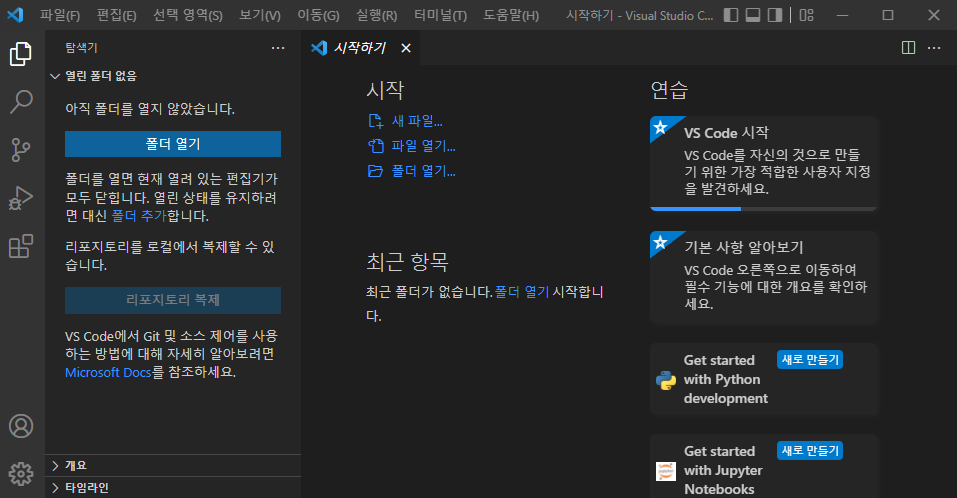 파일(F) 편집(E) 선택 영역(S) 보기(V) 이동(G) 실행(R) 터미널(T) 도움말(H) 시작하기 - Visual Studio C...
탐색기
열린 폴더 없음
아직 폴더를 열지 않았습니다.
폴더 열기
폴더를 열면 현재 열려 있는 편집기가
모두 닫힙니다. 열린 상태를 유지하려
면 대신 폴더 추가합니다.
리포지토리를 로컬에서 복제할 수 있
습니다.
리포지토리 복제
VS Code에서 Git 및 소스 제어를 사용
하는 방법에 대해 자세히 알아보려면
Microsoft Docs를 참조하세요.
개요
타임라인
시작하기
시작
새 파일...
파일 열기...
폴더 열기...
최근 항목
최근 폴더가 없습니다. 폴더 열기 시작합니
다.
연습
VS Code 시작
VS Code를 자신의 것으로 만들
기 위한 가장 적합한 사용자 지정
을 발견하세요.
기본 사항 알아보기
VS Code 오른쪽으로 이동하여
필수 기능에 대한 개요를 확인하
세요.
Get started 새로 만들기
with Python
development
Get started 새로 만들기
with Jupyter
Notebooks